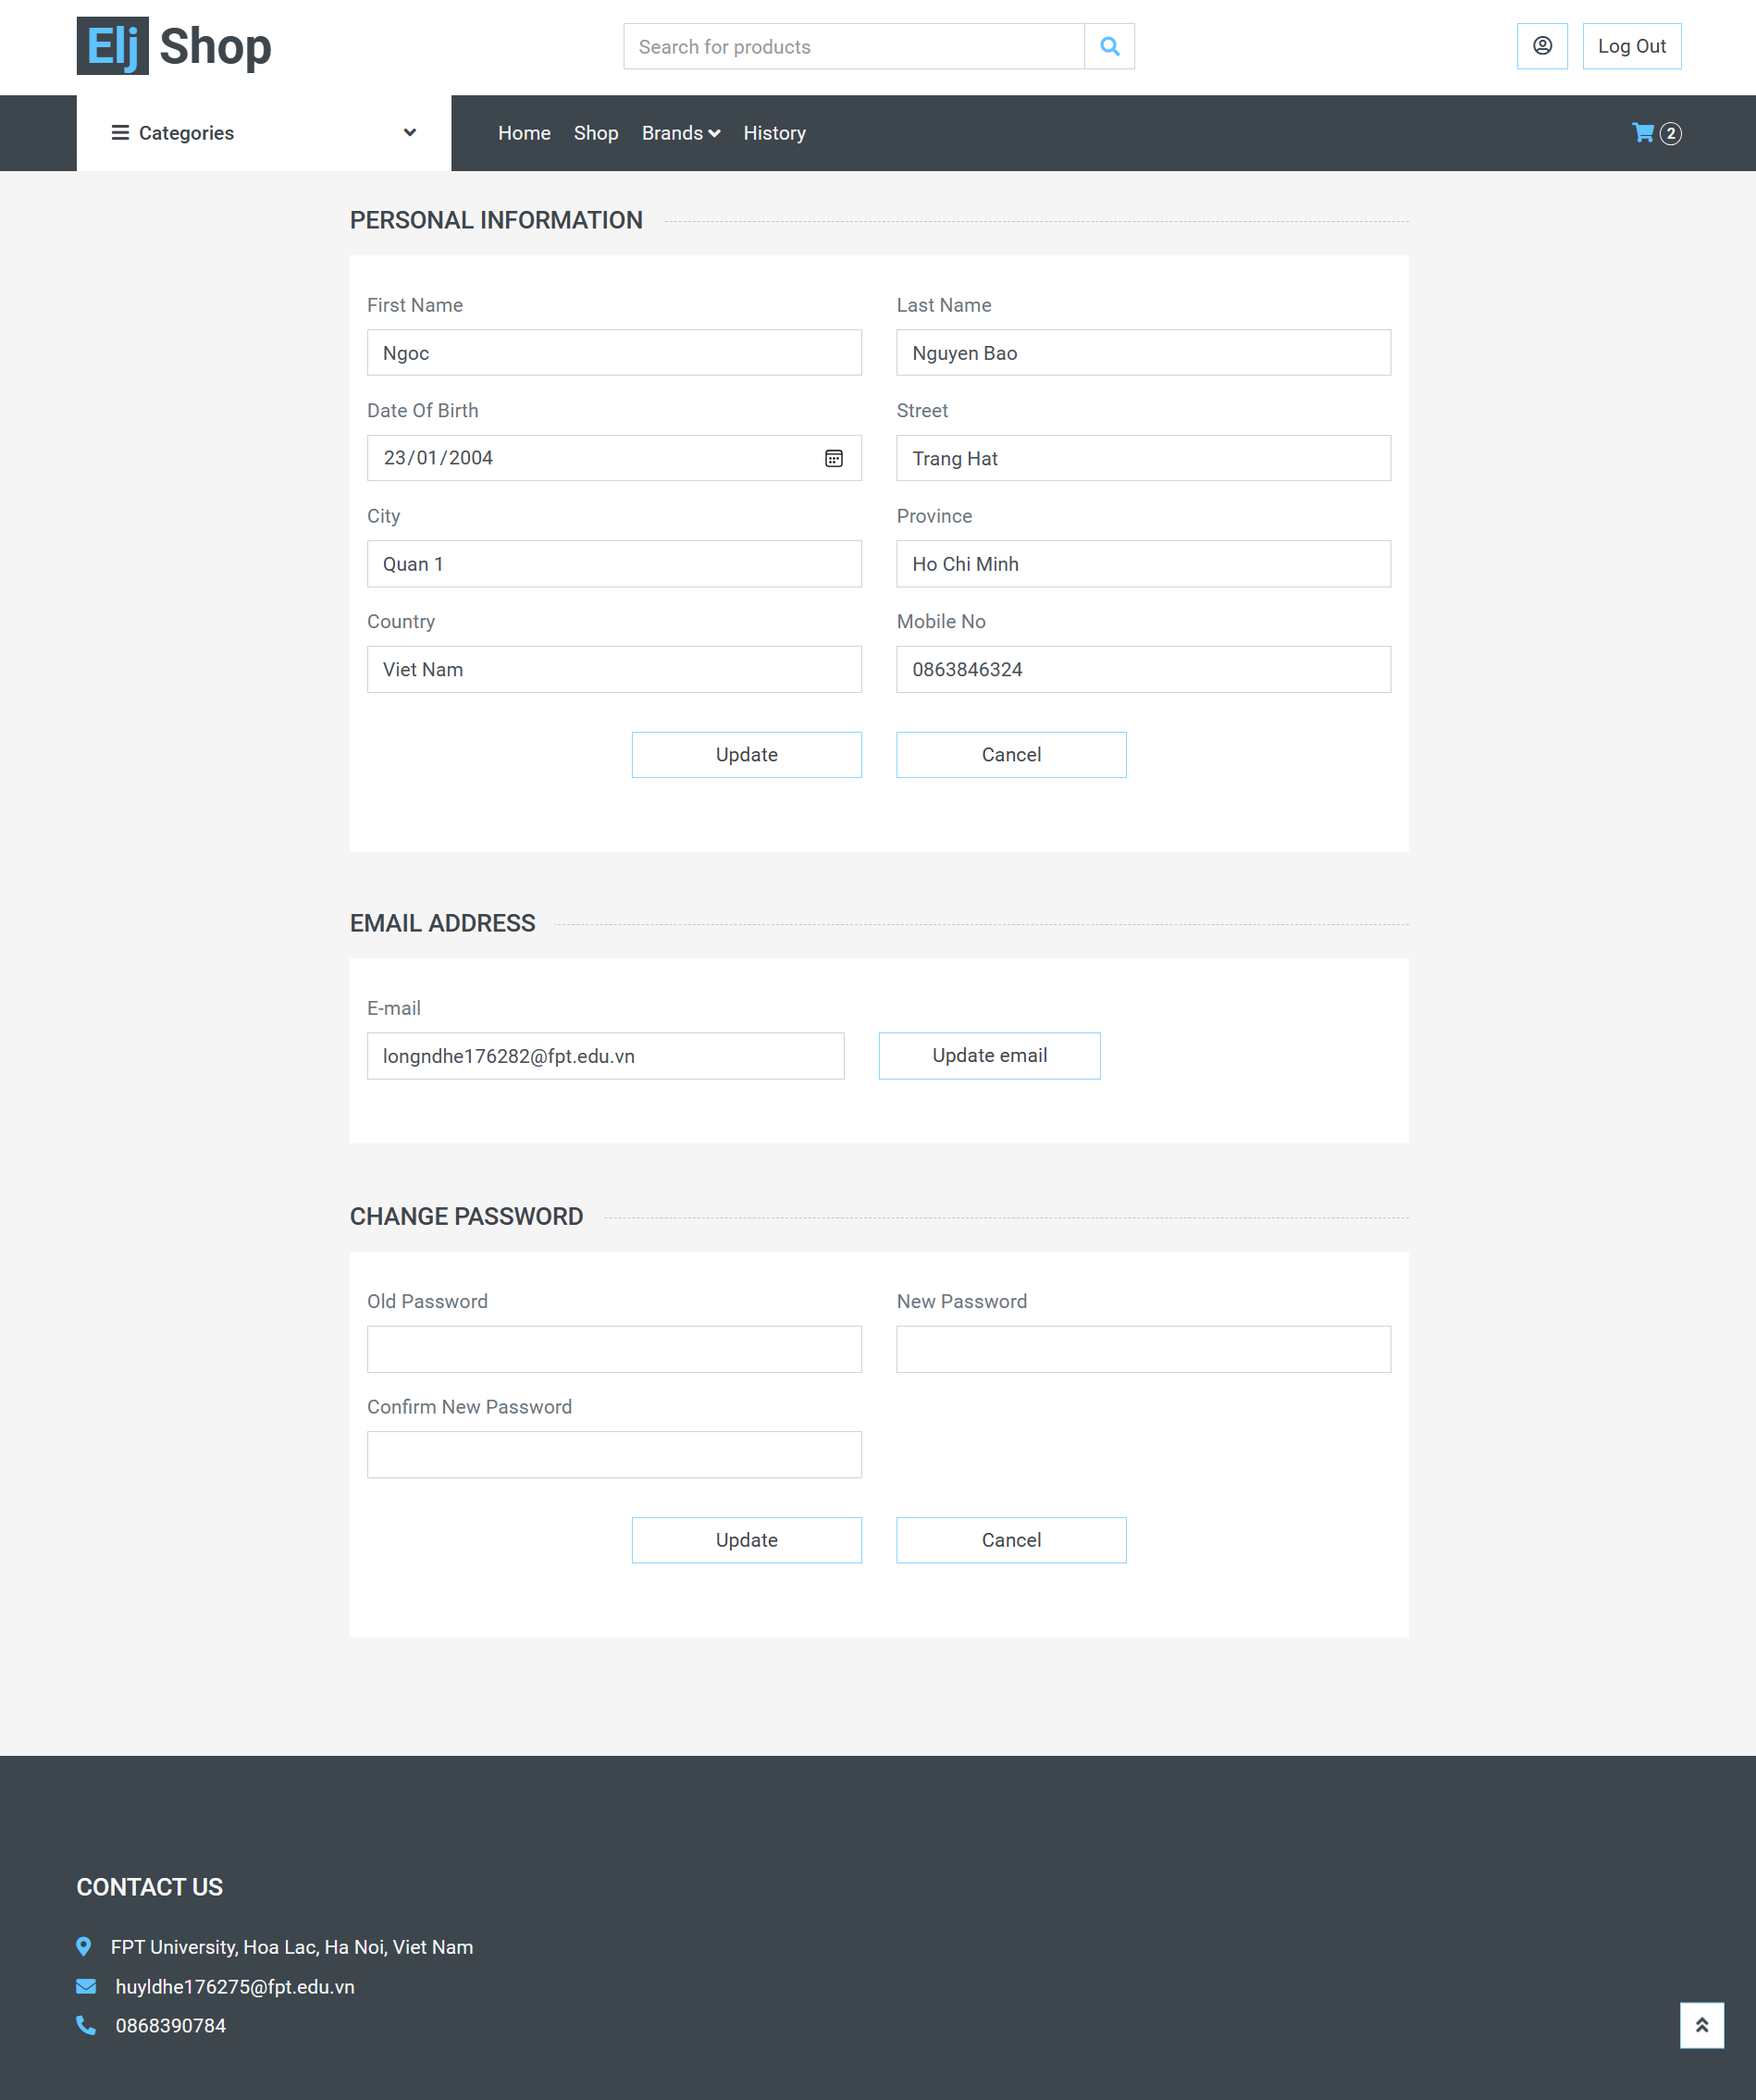 Elj Shop
Search for products
Log Out
Categories
Home Shop Brands History
2
PERSONAL INFORMATION
First Name Last Name
Ngoc Nguyen Bao
Date Of Birth Street
23/01/2004 Trang Hat
City Province
Quan 1 Ho Chi Minh
Country Mobile No
Viet Nam 0863846324
Update Cancel
EMAIL ADDRESS
E-mail
longndhe176282@fpt.edu.vn Update email
CHANGE PASSWORD
Old Password New Password
Confirm New Password
Update Cancel
CONTACT US
FPT University, Hoa Lac, Ha Noi, Viet Nam
huyldhe176275@fpt.edu.vn
0868390784